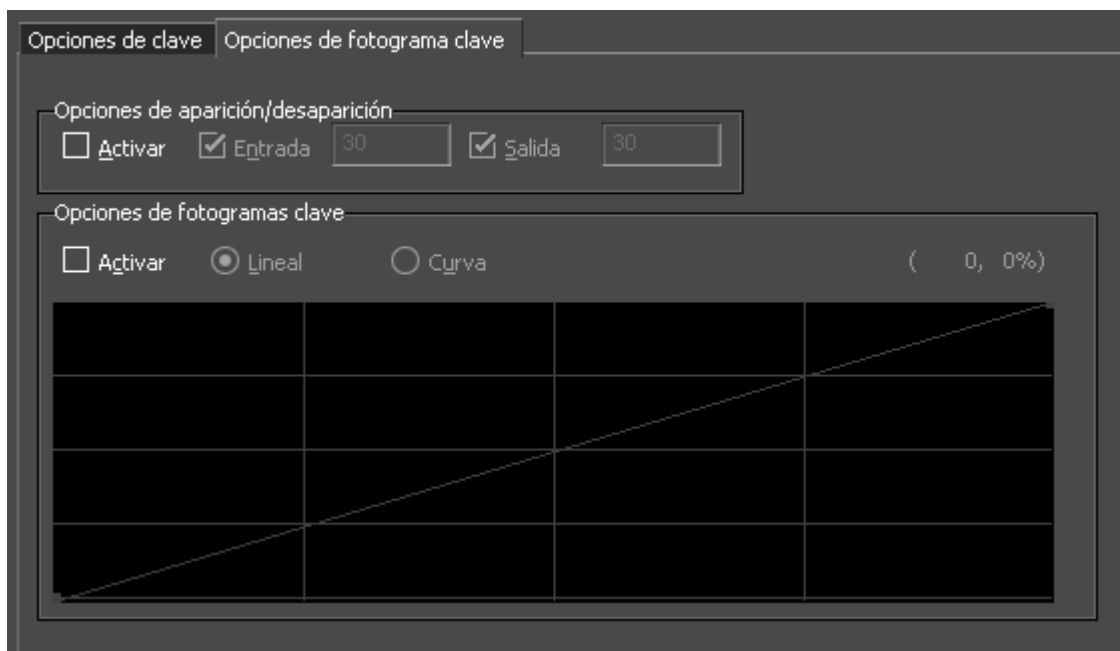 Opciones de clave Opciones de fotograma clave
Opciones de aparición/desaparición
Activar Entrada 30 Salida 30
Opciones de fotogramas clave
Activar Lineal Curva ( 0, 0%)